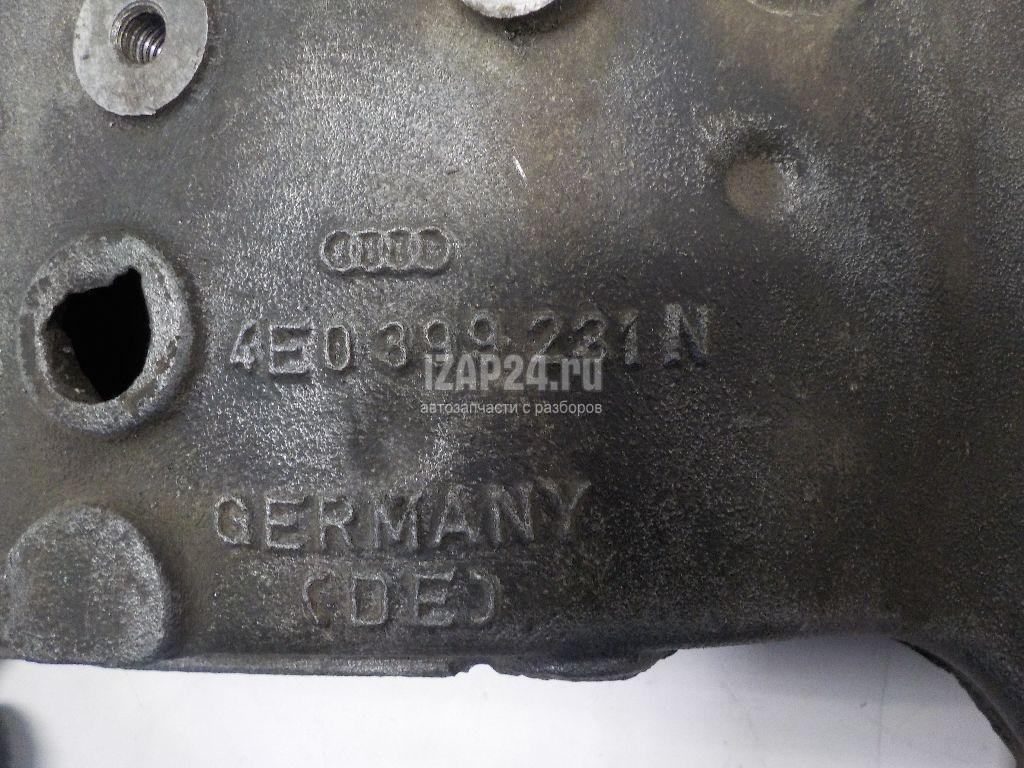 4E0 399 231 N
IZAP24.ru
автозапчасти с разборов
GERMANY
(DE)